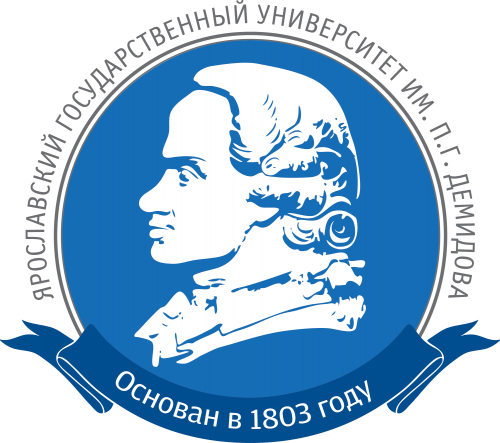 ЯРОСЛАВСКИЙ ГОСУДАРСТВЕННЫЙ УНИВЕРСИТЕТ ИМ. П.Г. ДЕМИДОВА
Основан в 1803 году